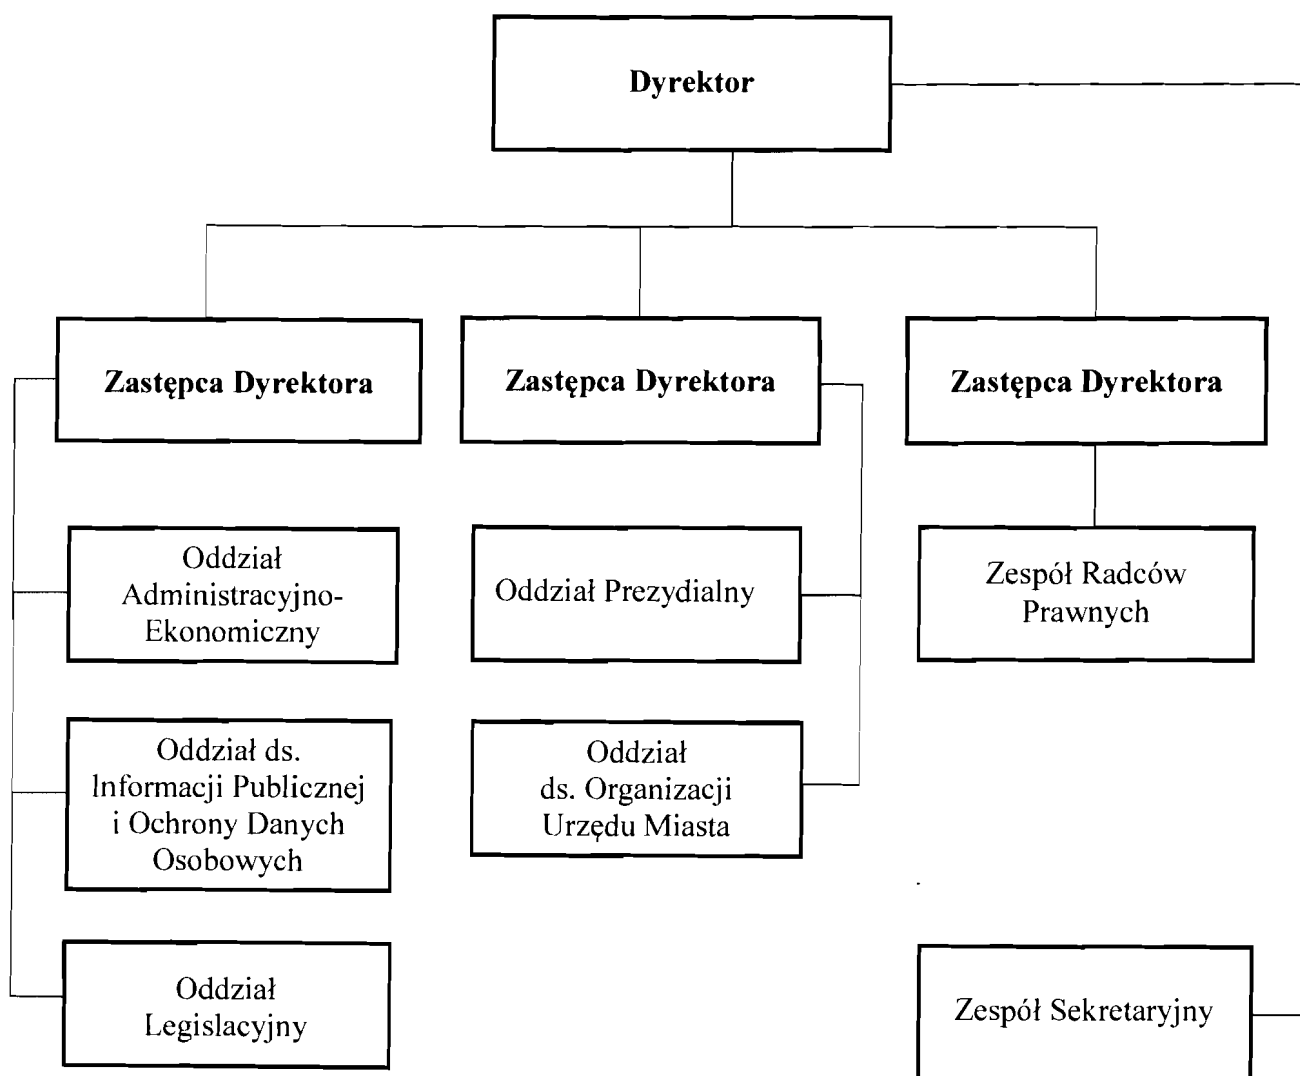 Dyrektor
Zastępca Dyrektora
Zastępca Dyrektora
Zastępca Dyrektora
Oddział
Administracyjno-
Ekonomiczny
Oddział Prezydialny
Zespół Radców
Prawnych
Oddział ds.
Informacji Publicznej
i Ochrony Danych
Osobowych
Oddział
ds. Organizacji
Urzędu Miasta
Oddział
Legislacyjny
Zespół Sekretaryjny